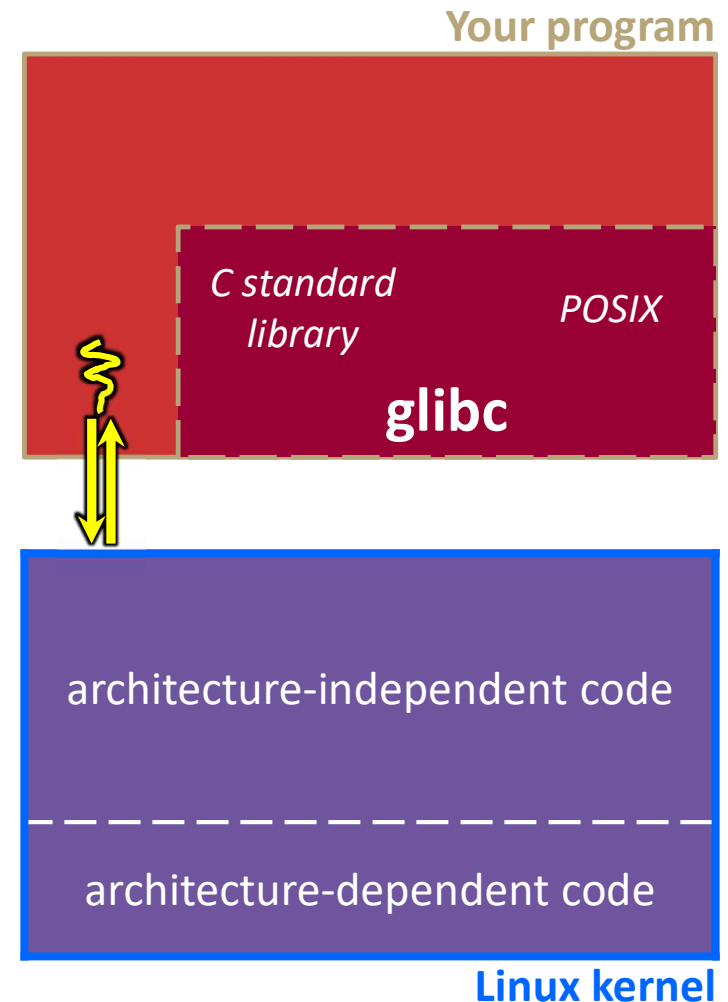 Your program
C standard
library
POSIX
glibc
architecture-independent code
architecture-dependent code
Linux kernel